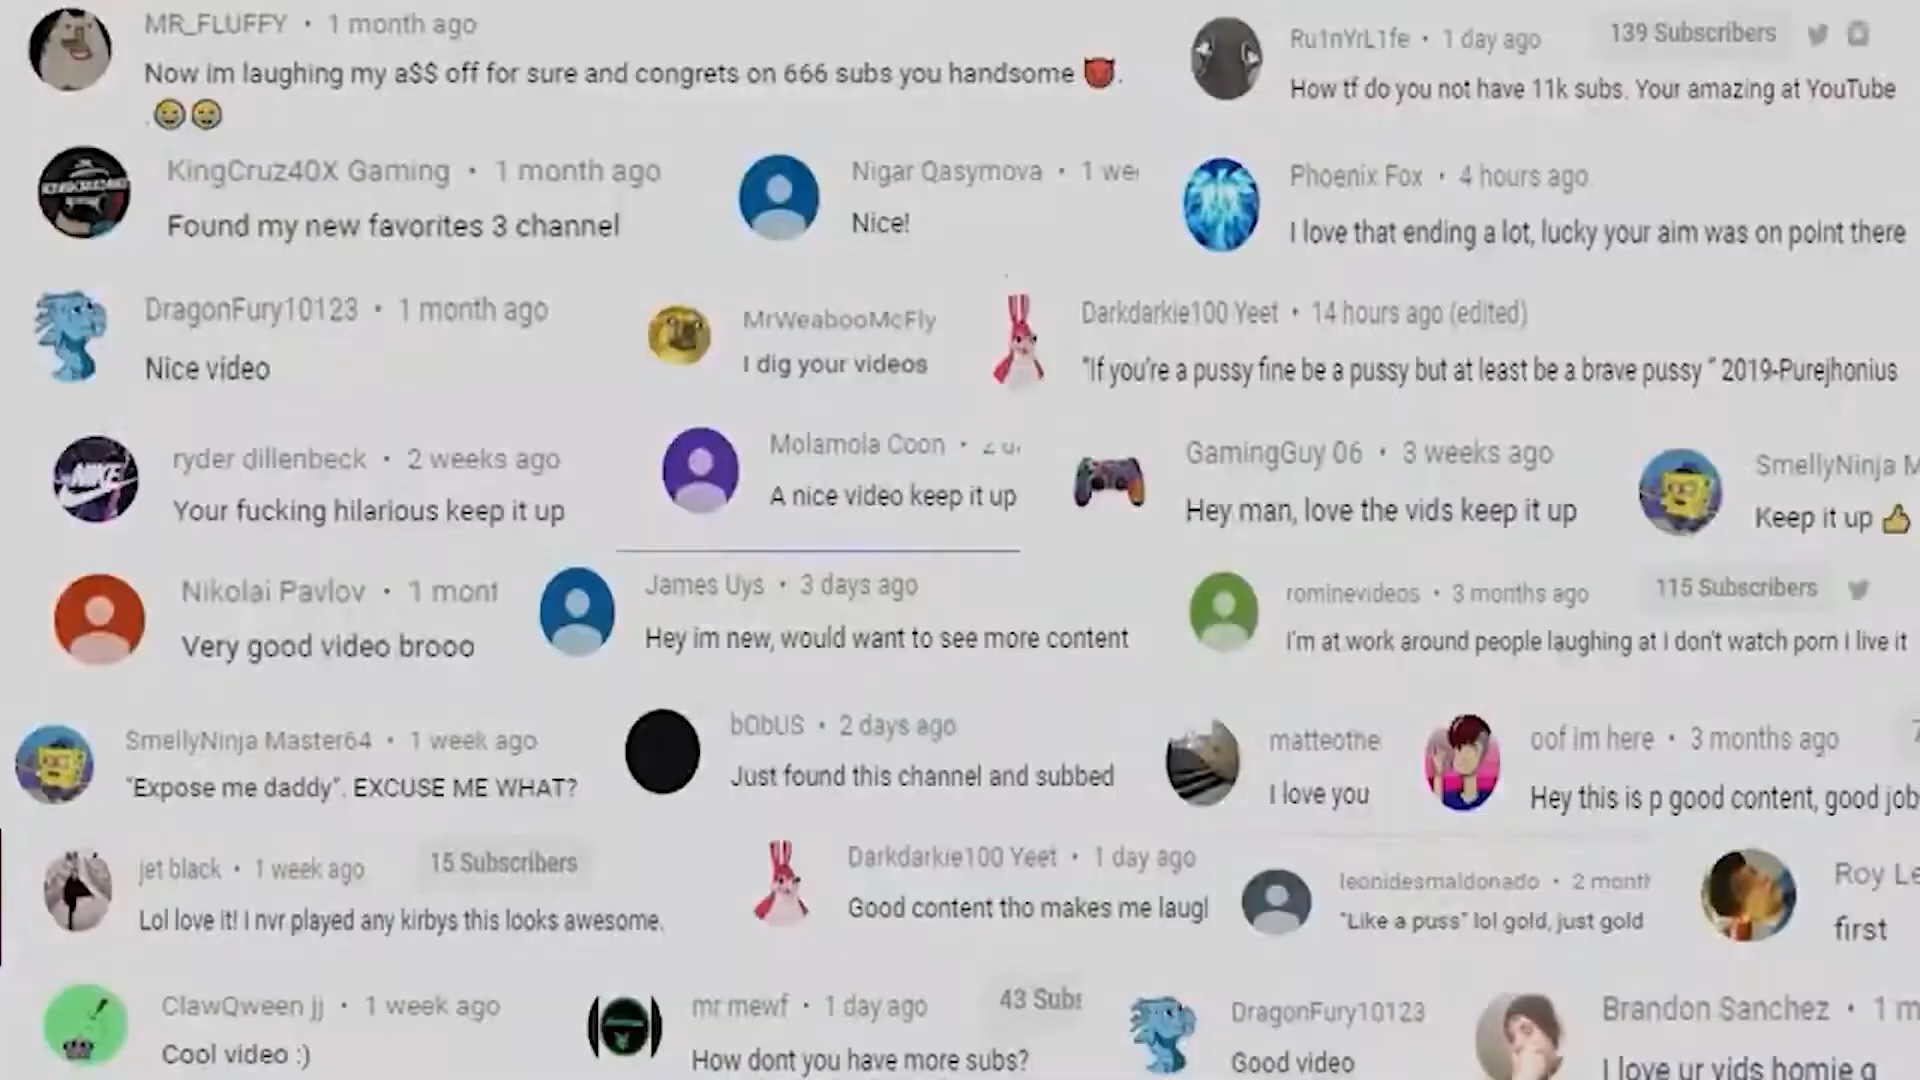 MR_FLUFFY • 1 month ago
Now im laughing my a$$ off for sure and congrets on 666 subs you handsome 😈.
.😂😂
Ru1nYrL1fe • 1 day ago 139 Subscribers
How tf do you not have 11k subs. Your amazing at YouTube
KingCruz40X Gaming • 1 month ago
Found my new favorites 3 channel
Nigar Qasymova • 1 we
Nice!
Phoenix Fox • 4 hours ago
I love that ending a lot, lucky your aim was on point there
DragonFury10123 • 1 month ago
Nice video
MrWeabooMcFly
I dig your videos
Darkdarkie100 Yeet • 14 hours ago (edited)
"If you're a pussy fine be a pussy but at least be a brave pussy " 2019-Purejhonius
NIKE
ryder dillenbeck • 2 weeks ago
Your fucking hilarious keep it up
Molamola Coon • 2
A nice video keep it up
GamingGuy 06 • 3 weeks ago
Hey man, love the vids keep it up
SmellyNinja M
Keep it up 👍
Nikolai Pavlov • 1 mont
Very good video brooo
James Uys • 3 days ago
Hey im new, would want to see more content
rominevideos • 3 months ago 115 Subscribers
I'm at work around people laughing at I don't watch porn I live it
SmellyNinja Master64 • 1 week ago
"Expose me daddy". EXCUSE ME WHAT?
b0bUS • 2 days ago
Just found this channel and subbed
matteothe
I love you
oof im here • 3 months ago
Hey this is p good content, good job
jet black • 1 week ago 15 Subscribers
Lol love it! I nvr played any kirbys this looks awesome.
Darkdarkie100 Yeet • 1 day ago
Good content tho makes me laugl
leonidesmaldonado • 2 montl
"Like a puss" lol gold, just gold
Roy Le
first
ClawQween jj • 1 week ago
Cool video :)
mr mewf • 1 day ago 43 Subs
How dont you have more subs?
DragonFury10123
Good video
Brandon Sanchez • 1 m
I love ur vids homie g